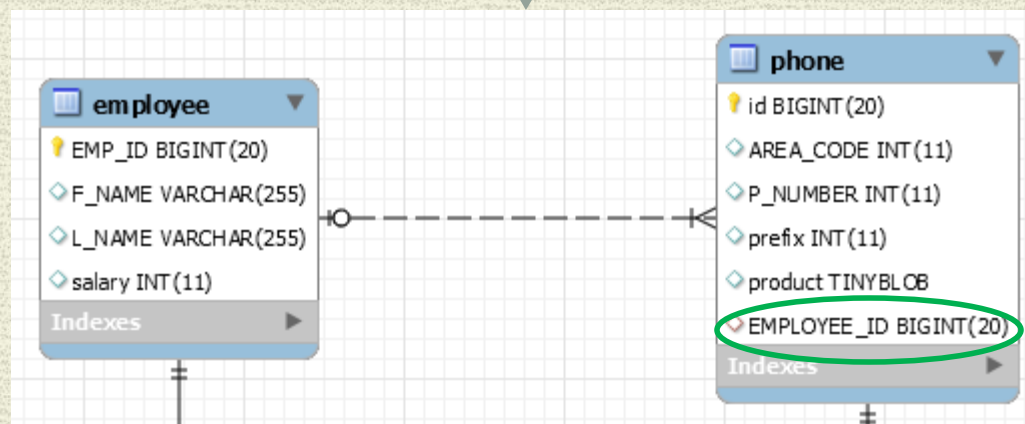 employee
EMP_ID BIGINT(20)
F_NAME VARCHAR(255)
L_NAME VARCHAR(255)
salary INT(11)
Indexes
phone
id BIGINT(20)
AREA_CODE INT(11)
P_NUMBER INT(11)
prefix INT(11)
product TINYBLOB
EMPLOYEE_ID BIGINT(20)
Indexes